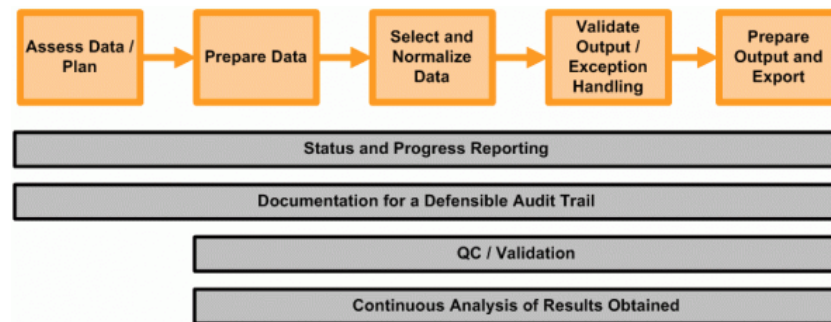 Assess Data /
Plan
Prepare Data
Select and
Normalize
Data
Validate
Output /
Exception
Handling
Prepare
Output and
Export
Status and Progress Reporting
Documentation for a Defensible Audit Trail
QC / Validation
Continuous Analysis of Results Obtained